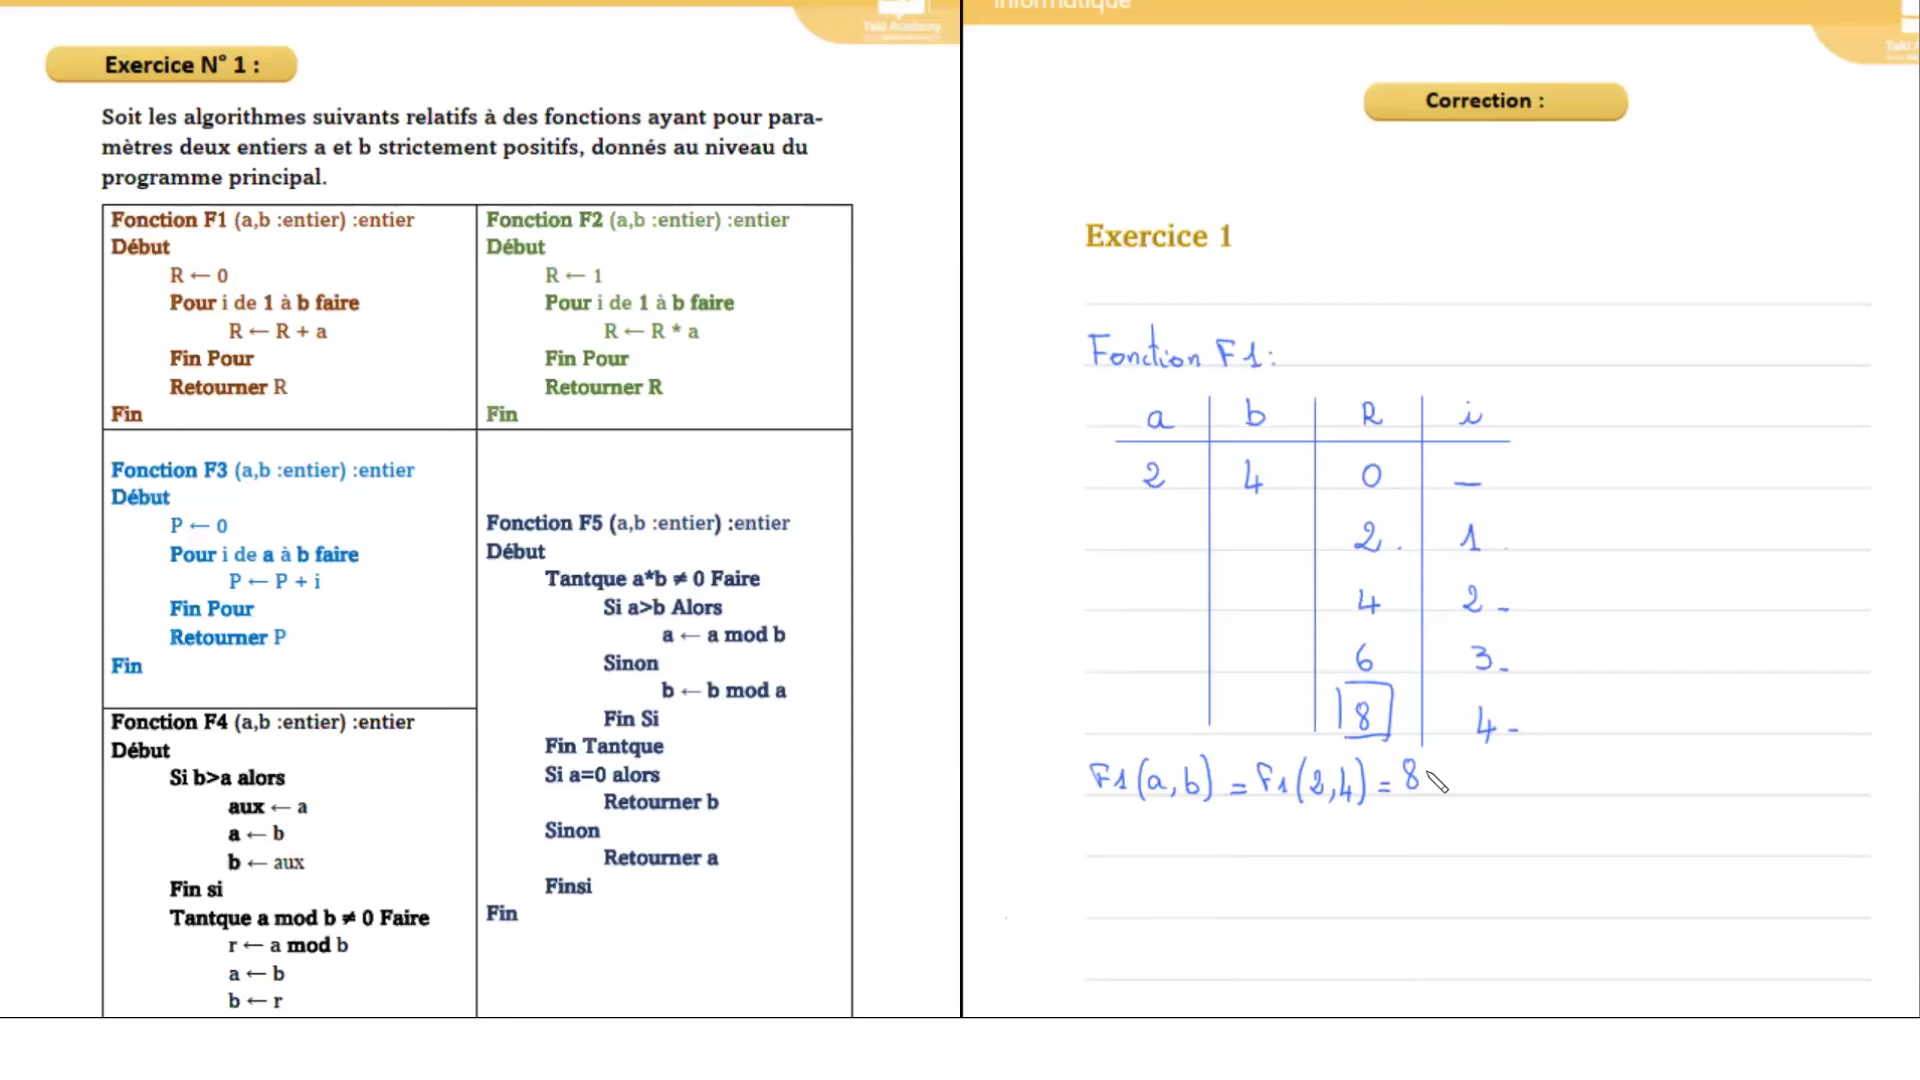 Taki Academy
Exercice N° 1 :
Soit les algorithmes suivants relatifs à des fonctions ayant pour para-
mètres deux entiers a et b strictement positifs, donnés au niveau du
programme principal.
Fonction F1 (a,b :entier) :entier
Début
R ← 0
Pour i de 1 à b faire
R ← R + a
Fin Pour
Retourner R
Fin
Fonction F2 (a,b :entier) :entier
Début
R ← 1
Pour i de 1 à b faire
R ← R * a
Fin Pour
Retourner R
Fin
Fonction F3 (a,b :entier) :entier
Début
P ← 0
Pour i de a à b faire
P ← P + i
Fin Pour
Retourner P
Fin
Fonction F4 (a,b :entier) :entier
Début
Si b>a alors
aux ← a
a ← b
b ← aux
Fin si
Tantque a mod b ≠ 0 Faire
r ← a mod b
a ← b
b ← r
Fonction F5 (a,b :entier) :entier
Début
Tantque a*b ≠ 0 Faire
Si a>b Alors
a ← a mod b
Sinon
b ← b mod a
Fin Si
Fin Tantque
Si a=0 alors
Retourner b
Sinon
Retourner a
Finsi
Fin
informatique
Taki
Correction :
Exercice 1
Fonction F1:
a b R i
2 4 0 –
2 1
4 2
6 3
8 4
F1(a,b) = F1(2,4) = 8